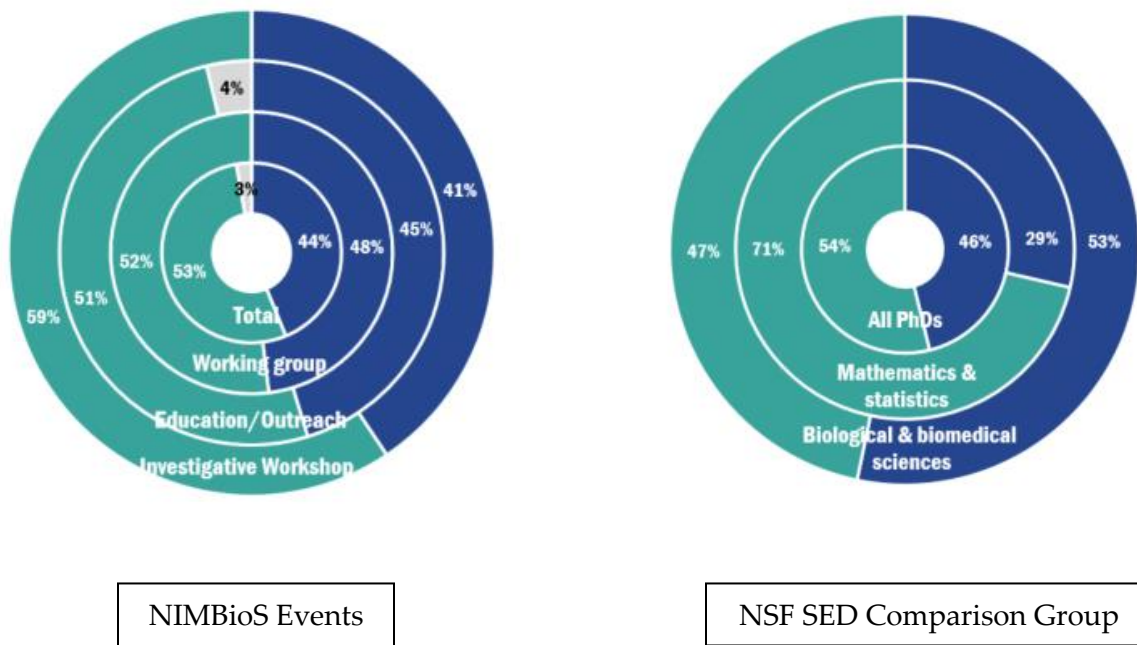 4%
3%
41%
45%
48%
44%
52%
53%
51%
59%
Total
Working group
Education/Outreach
Investigative Workshop
47%
71%
54%
46%
29%
53%
All PhDs
Mathematics &
statistics
Biological & biomedical
sciences
NIMBioS Events
NSF SED Comparison Group